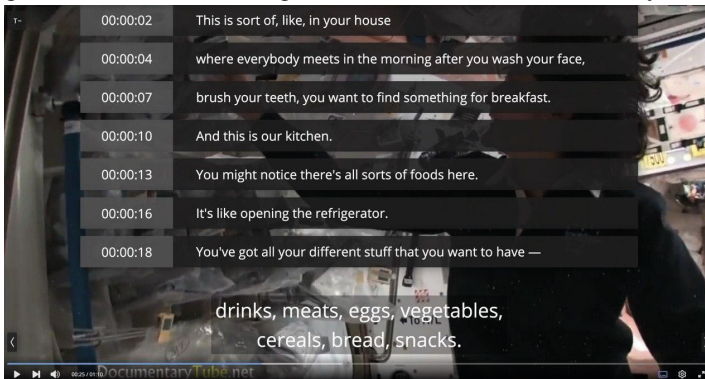 T–
00:00:02 This is sort of, like, in your house
00:00:04 where everybody meets in the morning after you wash your face,
00:00:07 brush your teeth, you want to find something for breakfast.
00:00:10 And this is our kitchen.
00:00:13 You might notice there's all sorts of foods here.
00:00:16 It's like opening the refrigerator.
00:00:18 You've got all your different stuff that you want to have —
drinks, meats, eggs, vegetables,
cereals, bread, snacks.
00:25 / 01:10
DocumentaryTube.net